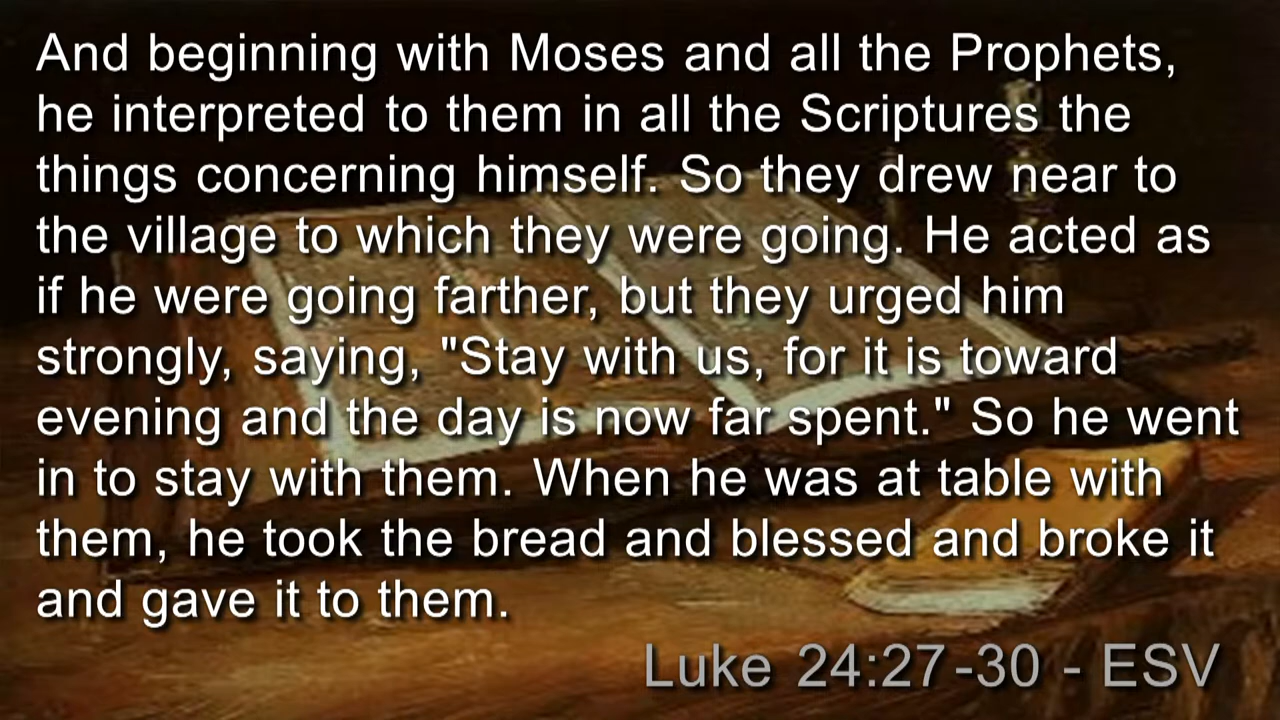 And beginning with Moses and all the Prophets,
he interpreted to them in all the Scriptures the
things concerning himself. So they drew near to
the village to which they were going. He acted as
if he were going farther, but they urged him
strongly, saying, "Stay with us, for it is toward
evening and the day is now far spent." So he went
in to stay with them. When he was at table with
them, he took the bread and blessed and broke it
and gave it to them.
Luke 24:27-30 - ESV